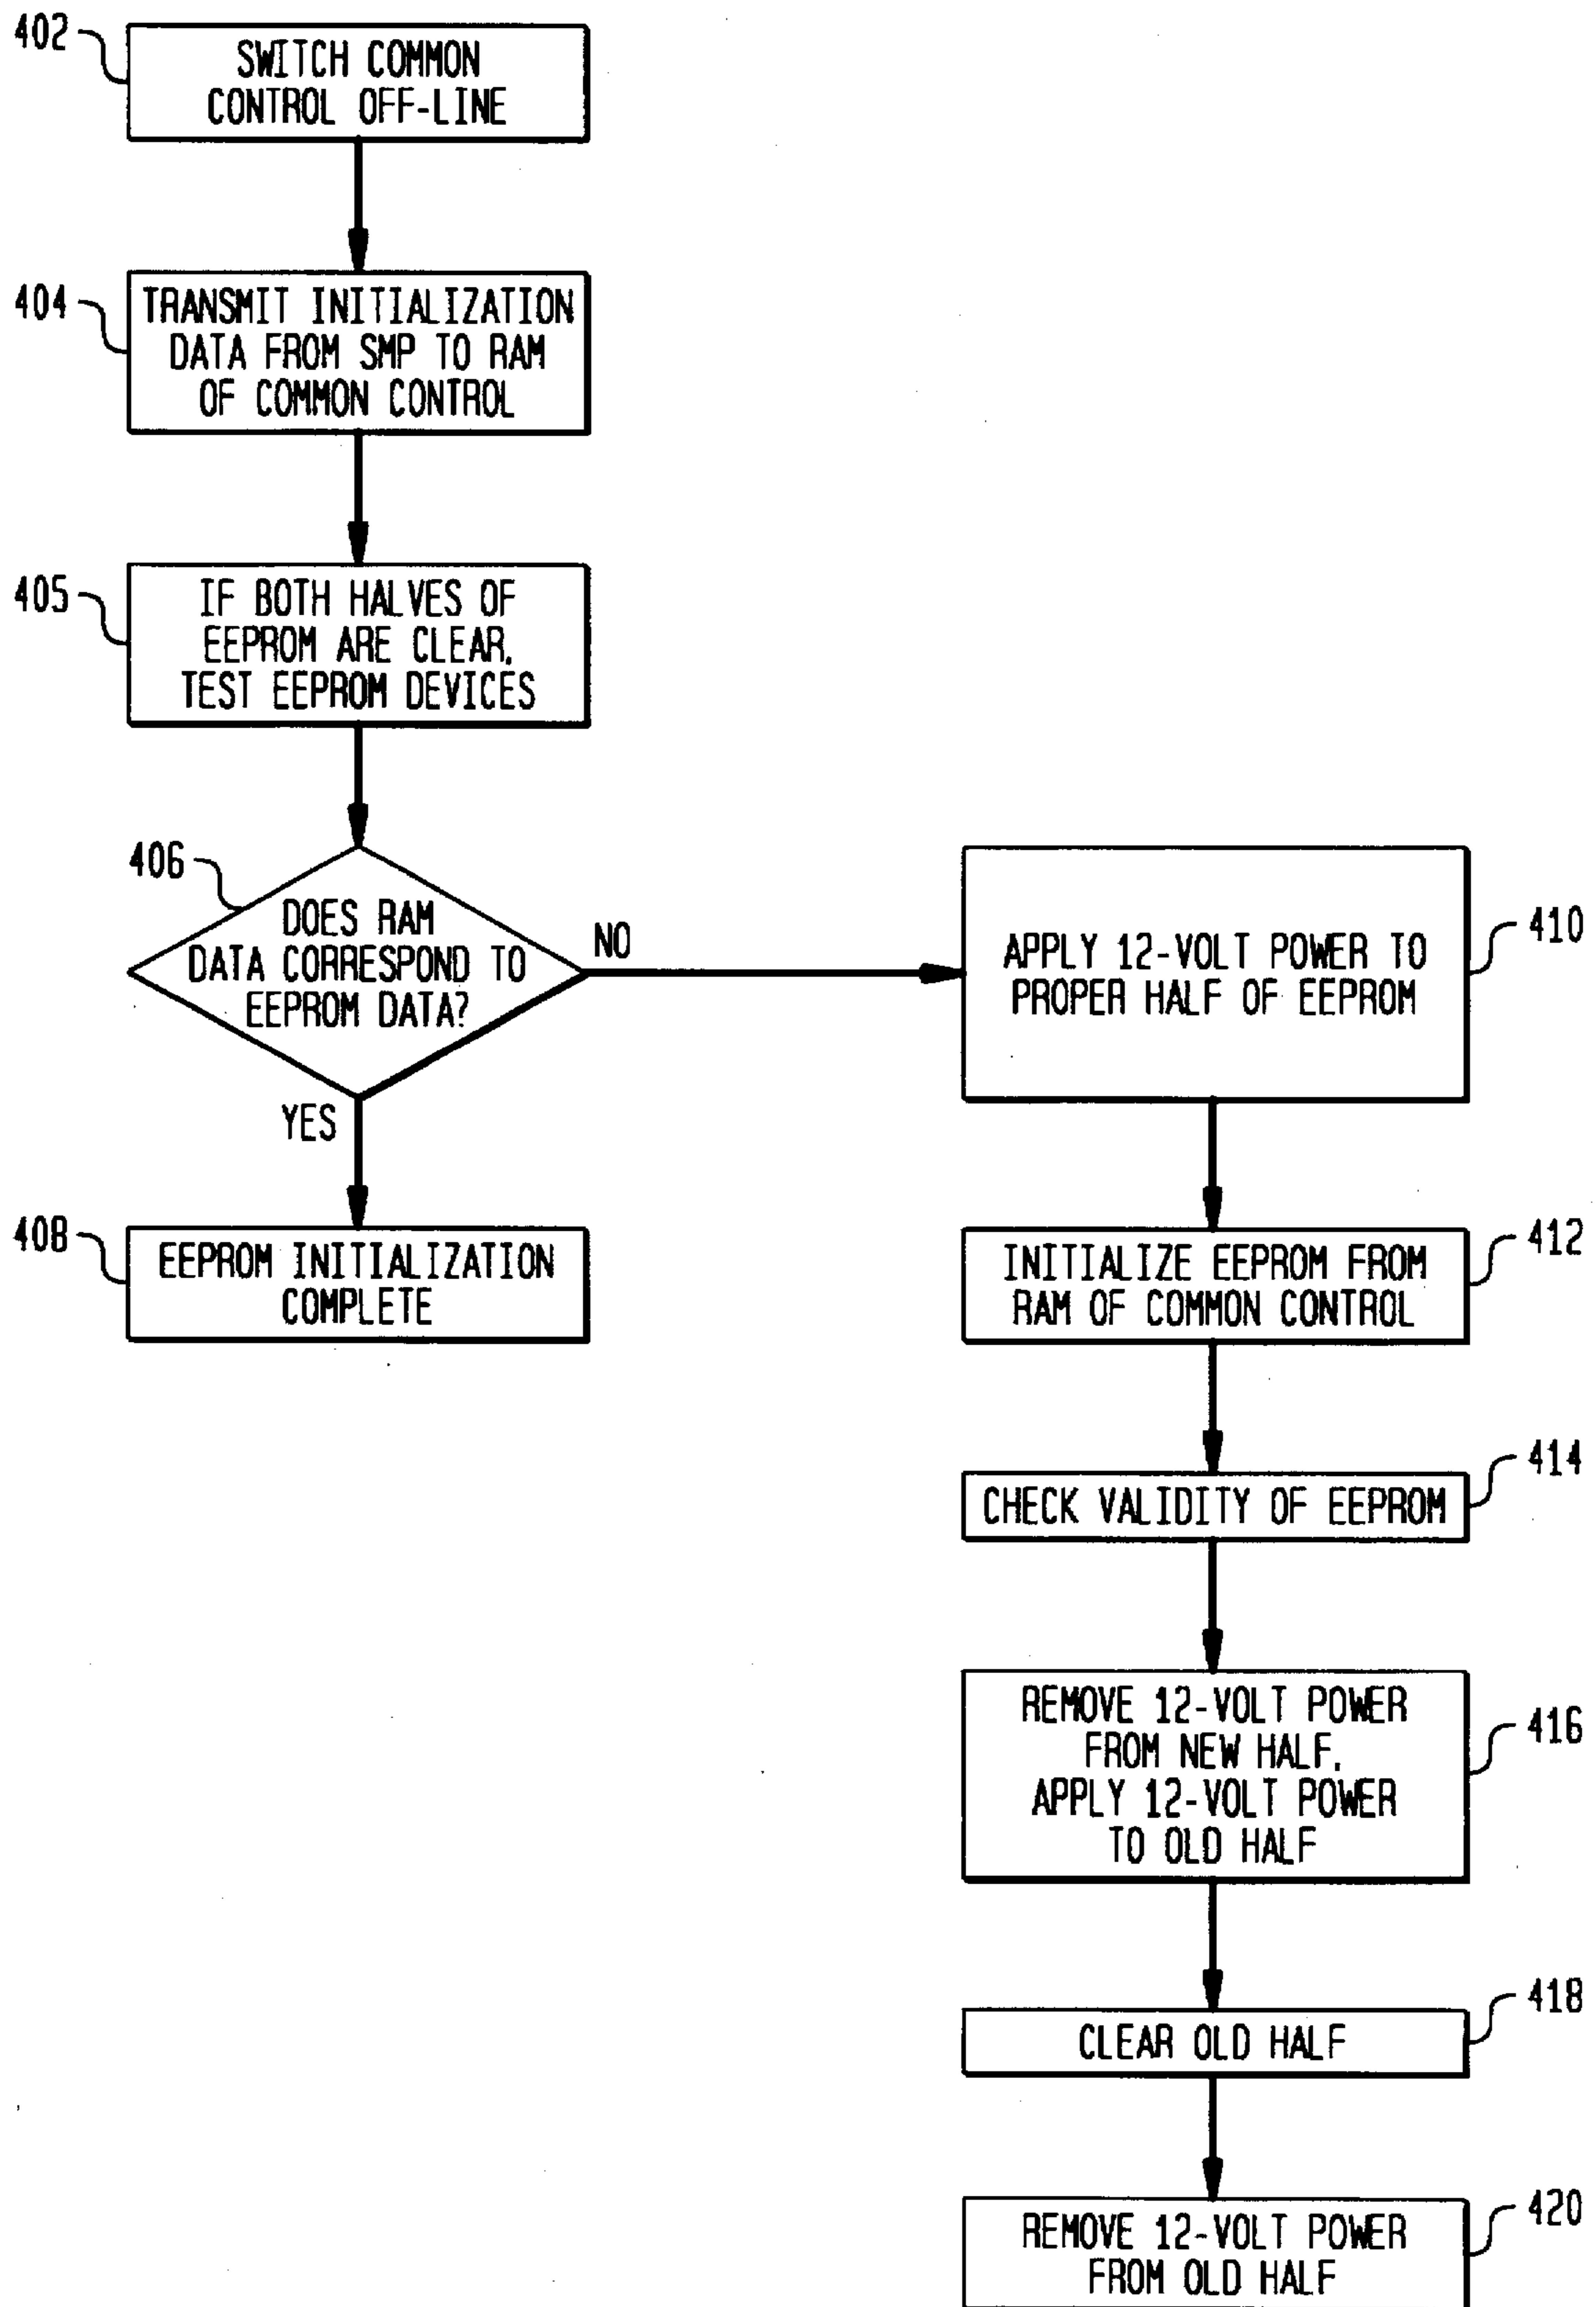 402
SWITCH COMMON
CONTROL OFF-LINE
404
TRANSMIT INITIALIZATION
DATA FROM SMP TO RAM
OF COMMON CONTROL
405
IF BOTH HALVES OF
EEPROM ARE CLEAR,
TEST EEPROM DEVICES
406
DOES RAM
DATA CORRESPOND TO
EEPROM DATA?
NO
YES
408
EEPROM INITIALIZATION
COMPLETE
410
APPLY 12-VOLT POWER TO
PROPER HALF OF EEPROM
412
INITIALIZE EEPROM FROM
RAM OF COMMON CONTROL
414
CHECK VALIDITY OF EEPROM
416
REMOVE 12-VOLT POWER
FROM NEW HALF,
APPLY 12-VOLT POWER
TO OLD HALF
418
CLEAR OLD HALF
420
REMOVE 12-VOLT POWER
FROM OLD HALF